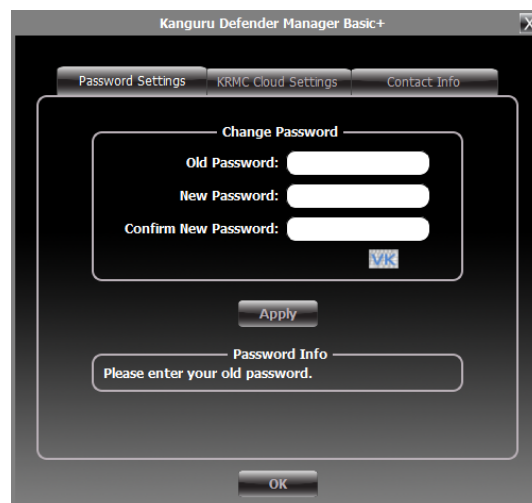 Kanguru Defender Manager Basic+
X
Password Settings
KRMC Cloud Settings
Contact Info
Change Password
Old Password:
New Password:
Confirm New Password:
VK
Apply
Password Info
Please enter your old password.
OK